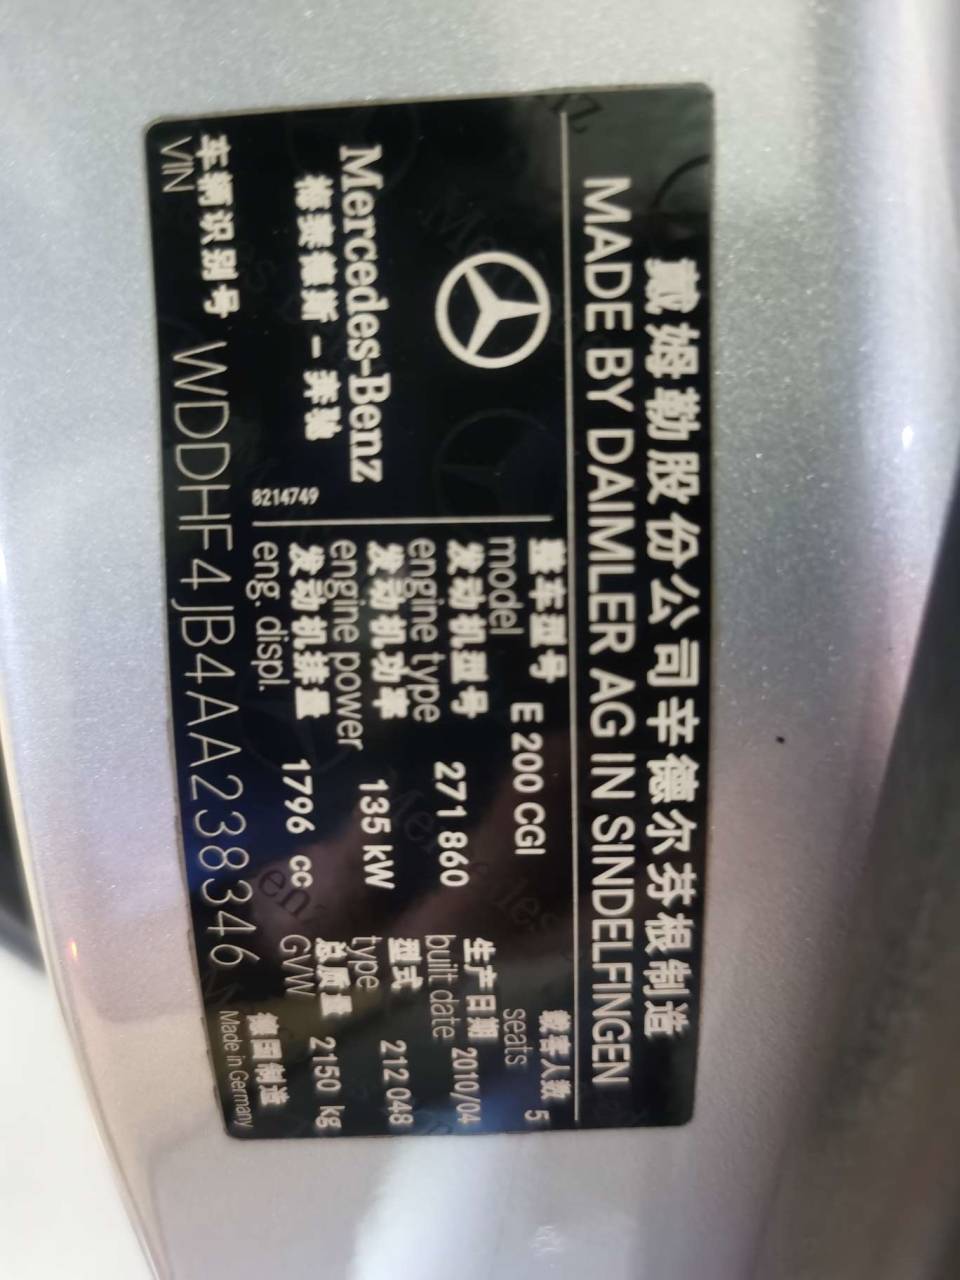 戴姆勒股份公司辛德尔芬根制造
MADE BY DAIMLER AG IN SINDELFINGEN
Mercedes-Benz
梅赛德斯-奔驰
8214749
整车型号
model E 200 CGI
载客人数
seats 5
发动机型号
engine type 271 860
生产日期
built date 2010/04
发动机功率
engine power 135 kW
型式
type 212 048
发动机排量
eng. displ. 1796 cc
总质量
GVW 2150 kg
车辆识别号
VIN WDDHF4JB4AA238346
德国制造
Made in Germany